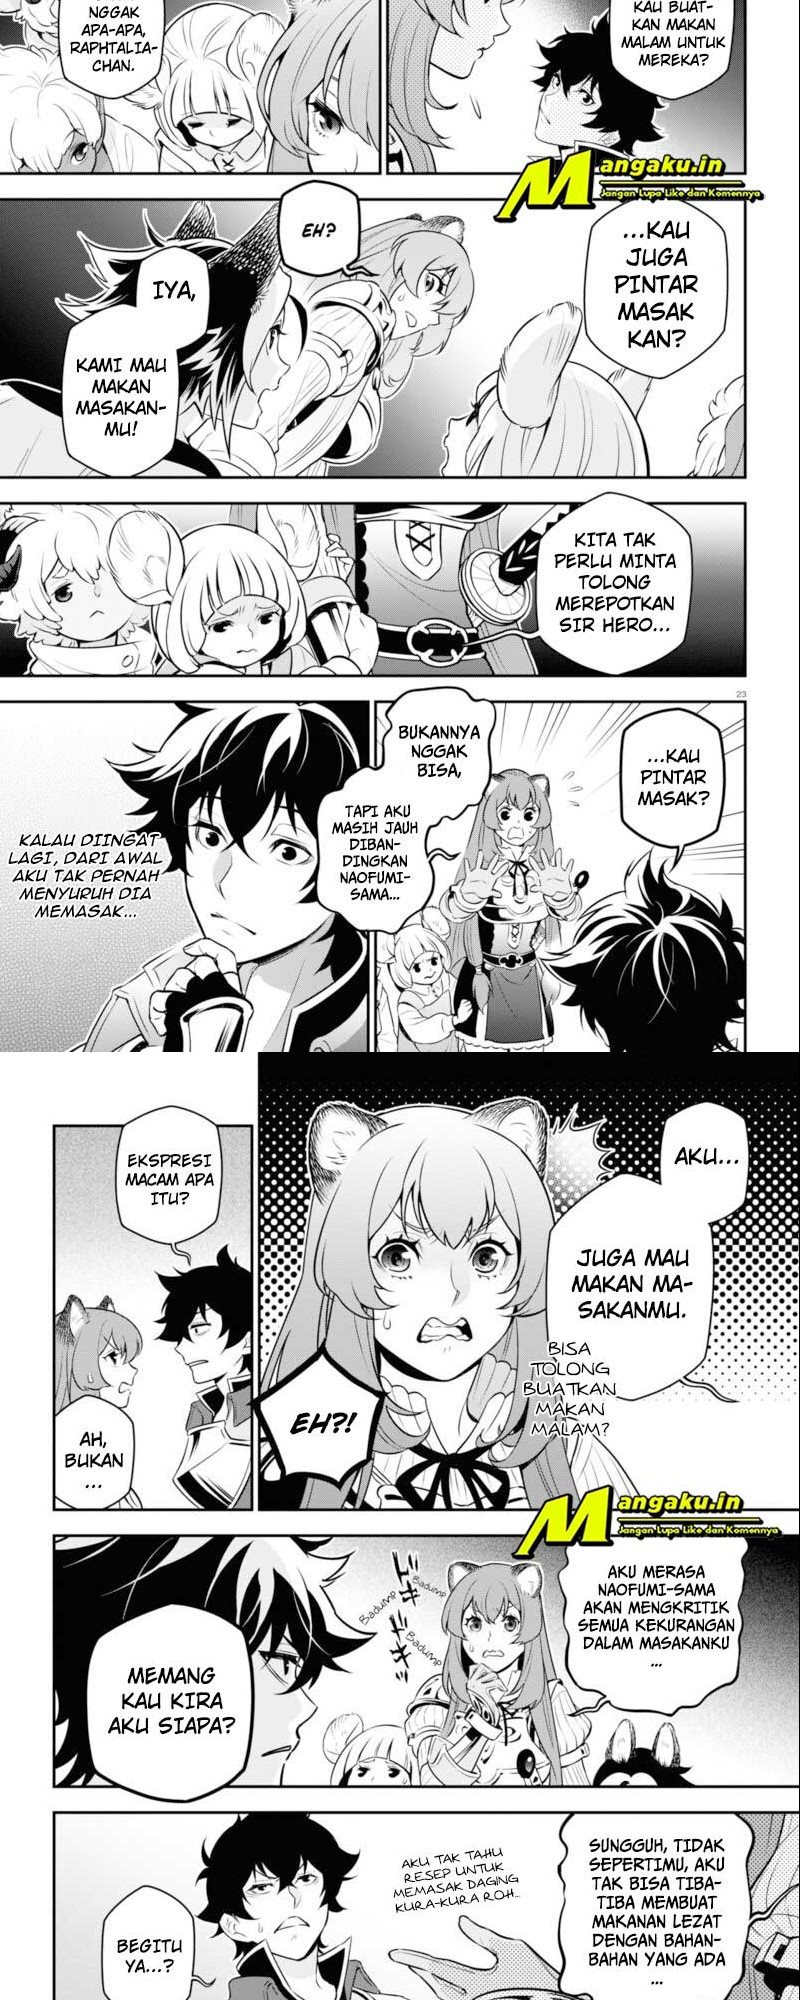 KAU BUAT-
KAN MAKAN
MALAM UNTUK
MEREKA?
NGGAK
APA-APA,
RAPHTALIA-
CHAN.
Mangaku.in
Jangan Lupa Like dan Komennya
...KAU
JUGA
PINTAR
MASAK
KAN?
EH?
IYA,
KAMI MAU
MAKAN
MASAKAN-
MU!
KITA TAK
PERLU MINTA
TOLONG
MEREPOTKAN
SIR HERO...
23
...KAU
PINTAR
MASAK?
BUKANNYA
NGGAK
BISA,
TAPI AKU
MASIH JAUH
DIBAN-
DINGKAN
NAOFUMI-
SAMA...
KALAU DIINGAT
LAGI, DARI AWAL
AKU TAK PERNAH
MENYURUH DIA
MEMASAK...
AKU...
JUGA MAU
MAKAN MA-
SAKANMU.
BISA
TOLONG
BUATKAN
MAKAN
MALAM?
EH?!
EKSPRESI
MACAM APA
ITU?
AH,
BUKAN
...
Mangaku.in
Jangan Lupa Like dan Komennya
AKU MERASA
NAOFUMI-SAMA
AKAN MENGKRITIK
SEMUA KEKURANGAN
DALAM MASAKANKU
...
ドキ
ドキ
Badump
Badump
Badump
MEMANG
KAU KIRA
AKU SIAPA?
SUNGGUH, TIDAK
SEPERTIMU, AKU
TAK BISA TIBA-
TIBA MEMBUAT
MAKANAN LEZAT
DENGAN BAHAN-
BAHAN YANG ADA
...
AKU TAK TAHU
RESEP UNTUK
MEMASAK DAGING
KURA-KURA ROH...
BEGITU
YA...?